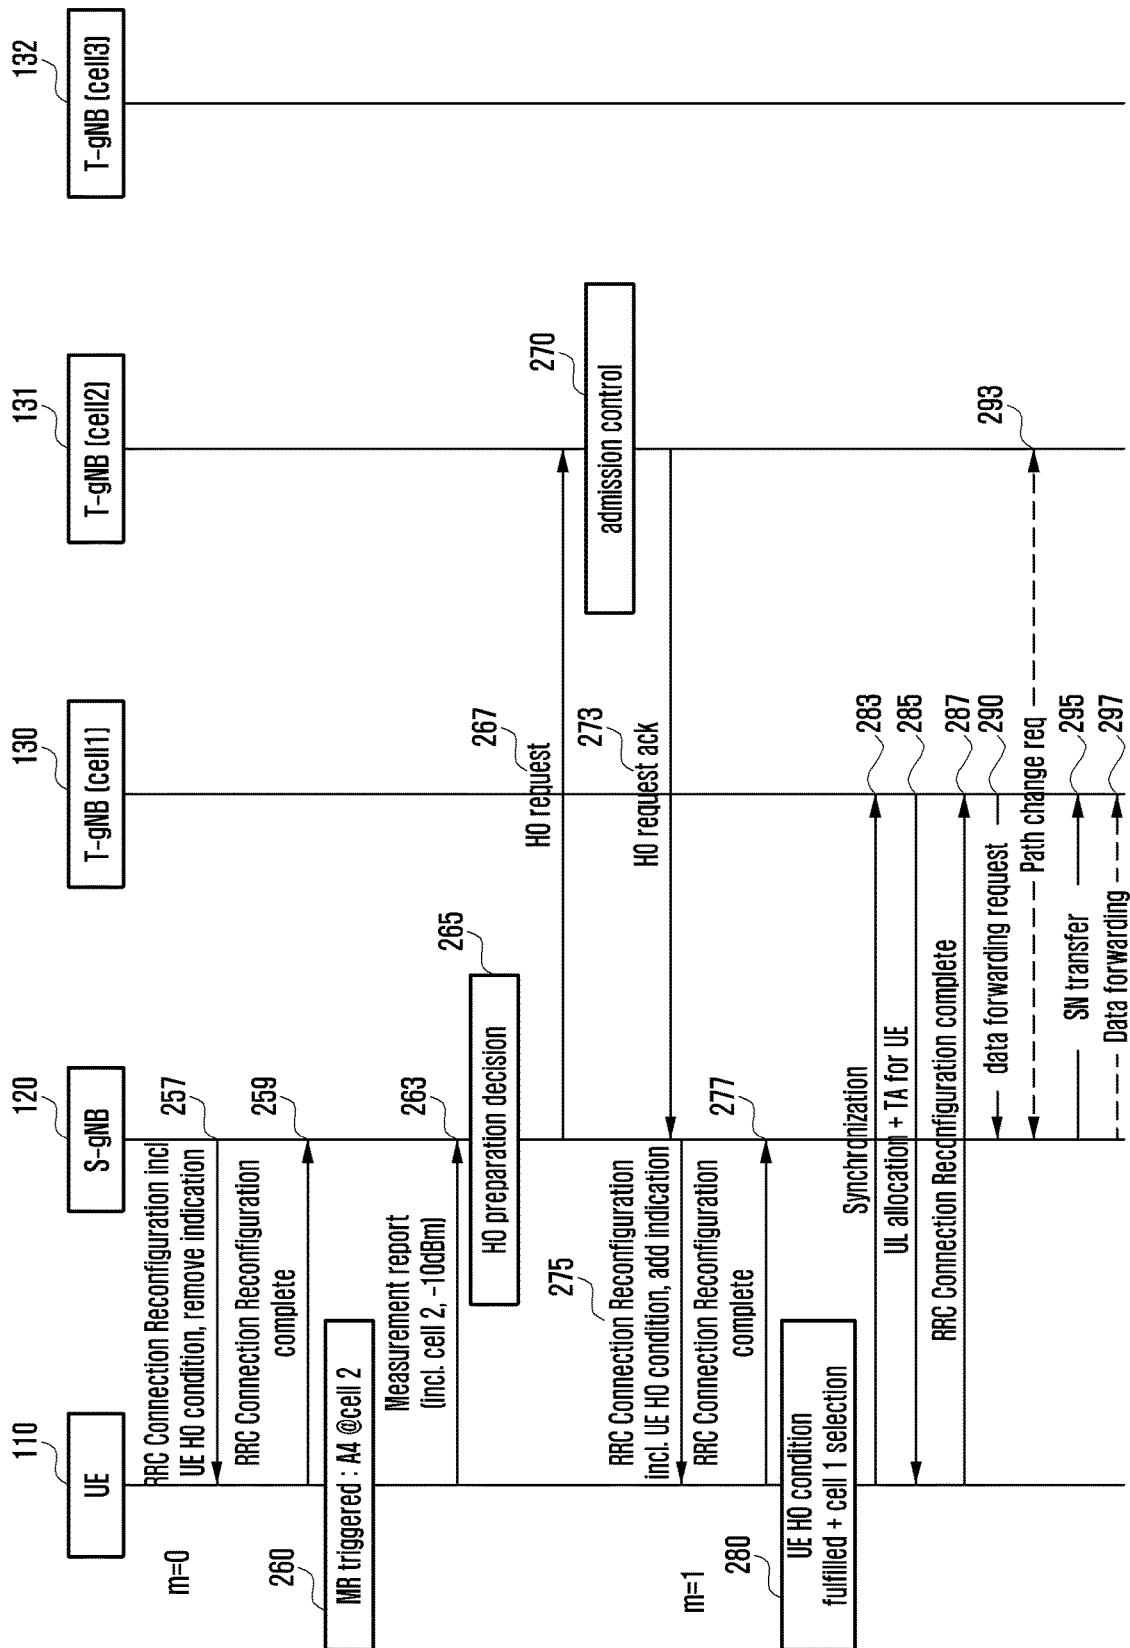 110
UE
120
S-gNB
130
T-gNB (cell1)
131
T-gNB (cell2)
132
T-gNB (cell3)
m=0
RRC Connection Reconfiguration incl
UE HO condition, remove indication
257
RRC Connection Reconfiguration
complete
259
260
MR triggered : A4 @cell 2
Measurement report
(incl. cell 2, -10dBm)
263
265
HO preparation decision
267
HO request
270
admission control
273
HO request ack
275
RRC Connection Reconfiguration
incl. UE HO condition, add indication
m=1
RRC Connection Reconfiguration
complete
277
280
UE HO condition
fulfilled + cell 1 selection
Synchronization
283
UL allocation + TA for UE
285
RRC Connection Reconfiguration complete
287
data forwarding request
290
Path change req
293
SN transfer
295
Data forwarding
297